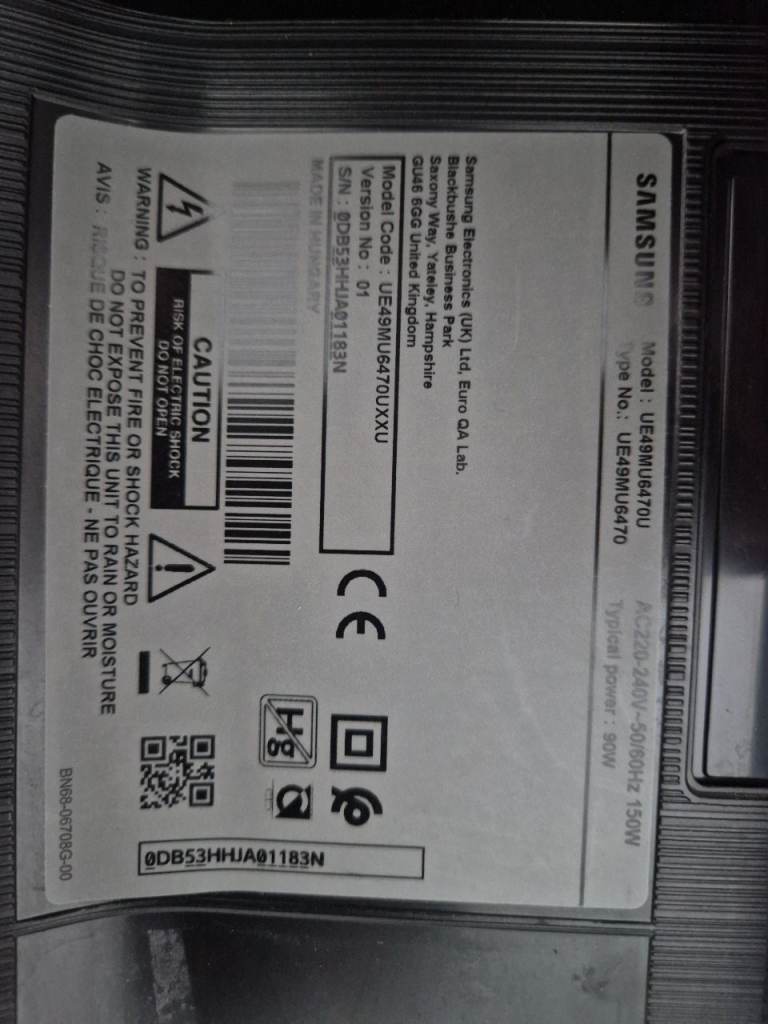 SAMSUNG
Model : UE49MU6470U
Type No.: UE49MU6470
AC220-240V~50/60Hz 150W
Typical power : 90W
Samsung Electronics (UK) Ltd, Euro QA Lab.
Blackbushe Business Park
Saxony Way, Yateley, Hampshire
GU46 6GG United Kingdom
Model Code : UE49MU6470UXXU
Version No : 01
S/N : 0DB53HHJA01183N
MADE IN HUNGARY
CE
Hg
CAUTION
RISK OF ELECTRIC SHOCK
DO NOT OPEN
WARNING : TO PREVENT FIRE OR SHOCK HAZARD
DO NOT EXPOSE THIS UNIT TO RAIN OR MOISTURE
AVIS : RISQUE DE CHOC ELECTRIQUE - NE PAS OUVRIR
0DB53HHJA01183N
BN68-06708G-00